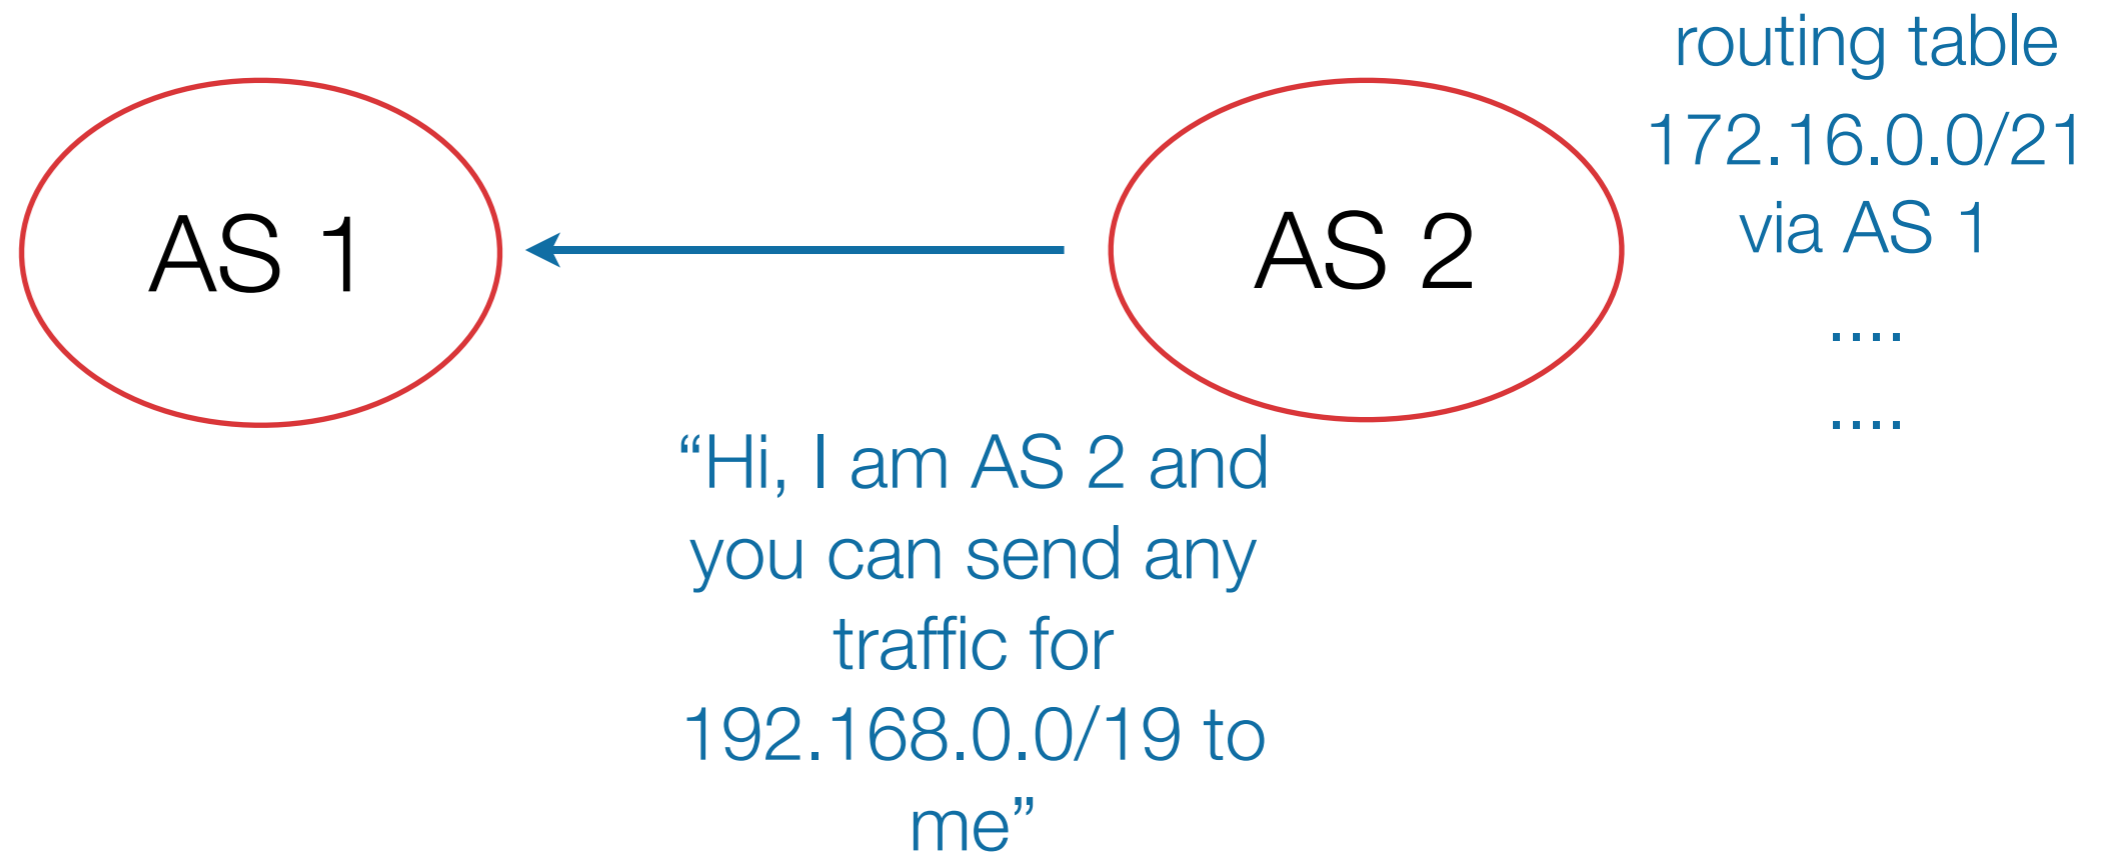 AS 1
AS 2
routing table
172.16.0.0/21
via AS 1
....
....
“Hi, I am AS 2 and
you can send any
traffic for
192.168.0.0/19 to
me”